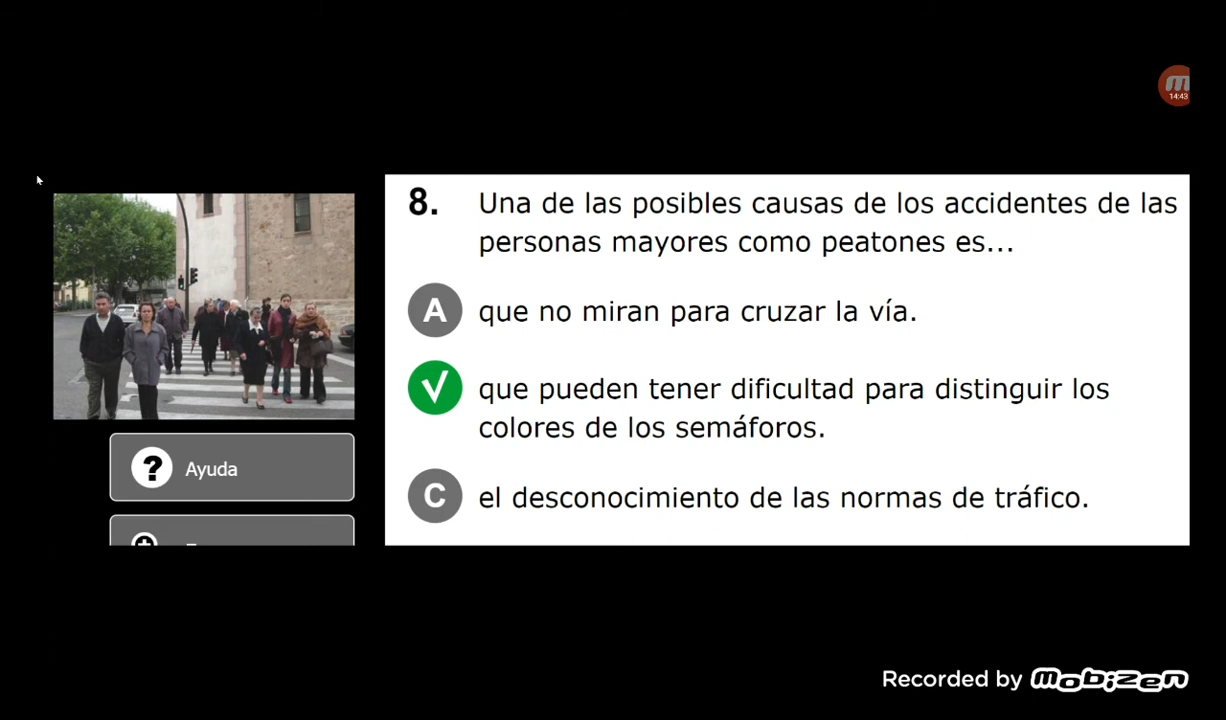 14:43
8. Una de las posibles causas de los accidentes de las
personas mayores como peatones es...
A que no miran para cruzar la vía.
que pueden tener dificultad para distinguir los
colores de los semáforos.
C el desconocimiento de las normas de tráfico.
? Ayuda
Recorded by mobizen